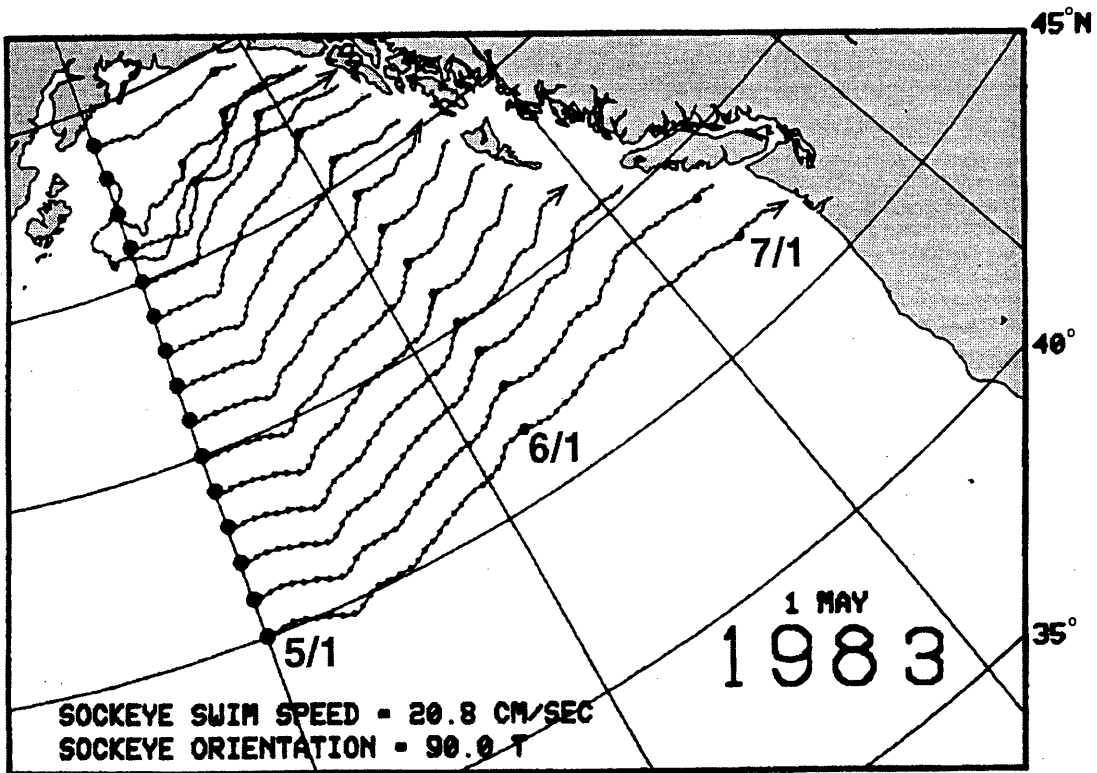 45°N
7/1
40°
6/1
1 MAY
1983
35°
5/1
SOCKEYE SWIM SPEED = 20.8 CM/SEC
SOCKEYE ORIENTATION = 90.0 T